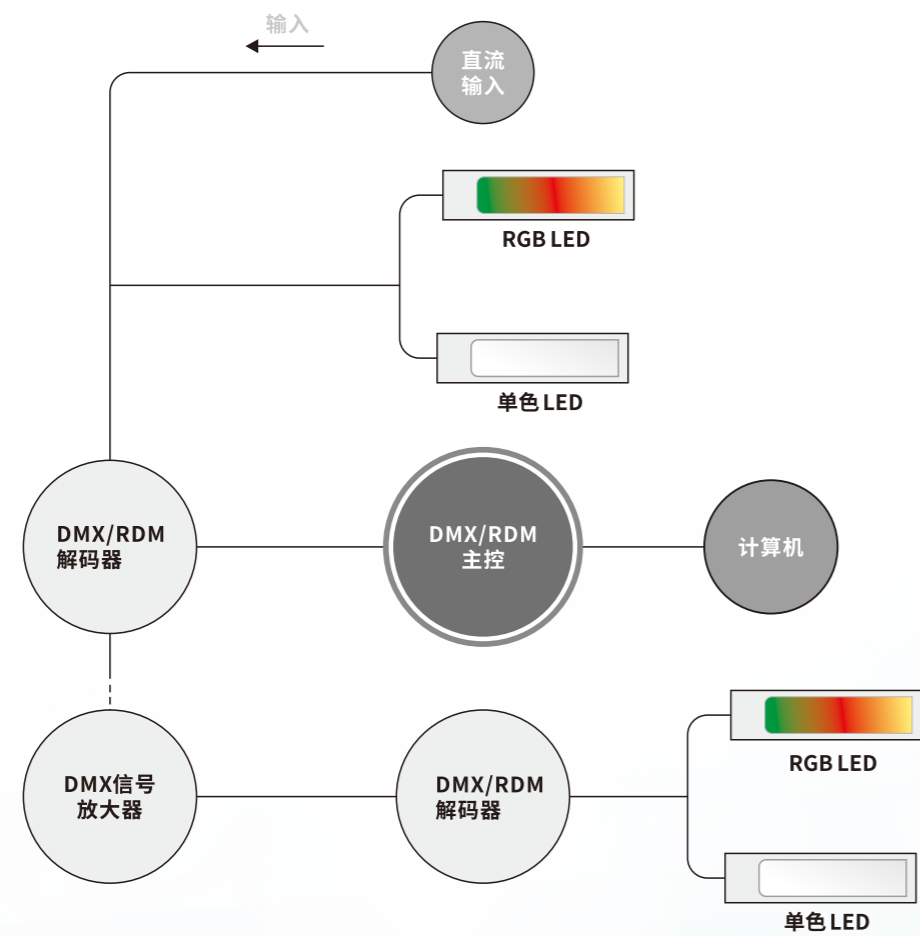 输入
直流
输入
RGB LED
单色 LED
DMX/RDM
解码器
DMX/RDM
主控
计算机
DMX信号
放大器
DMX/RDM
解码器
RGB LED
单色 LED